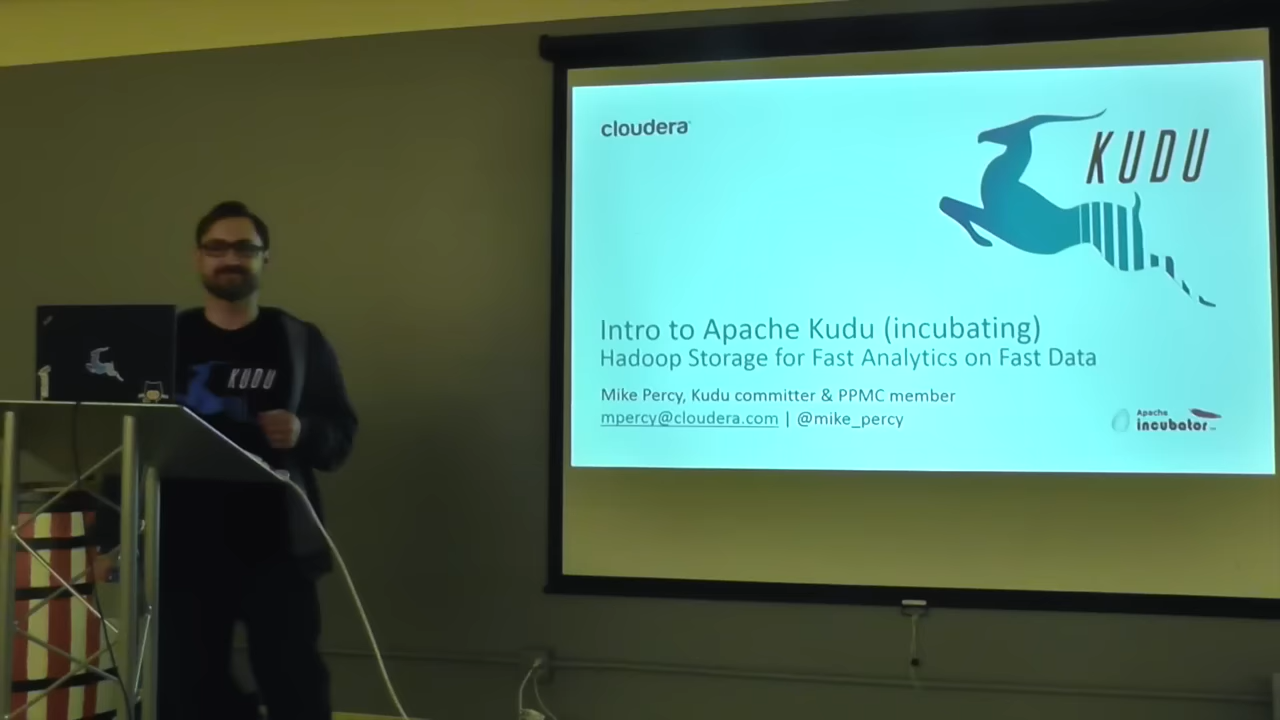 cloudera
KUDU
Intro to Apache Kudu (incubating)
Hadoop Storage for Fast Analytics on Fast Data
Mike Percy, Kudu committer & PPMC member
mpercy@cloudera.com | @mike_percy
Apache
incubator
KUDU